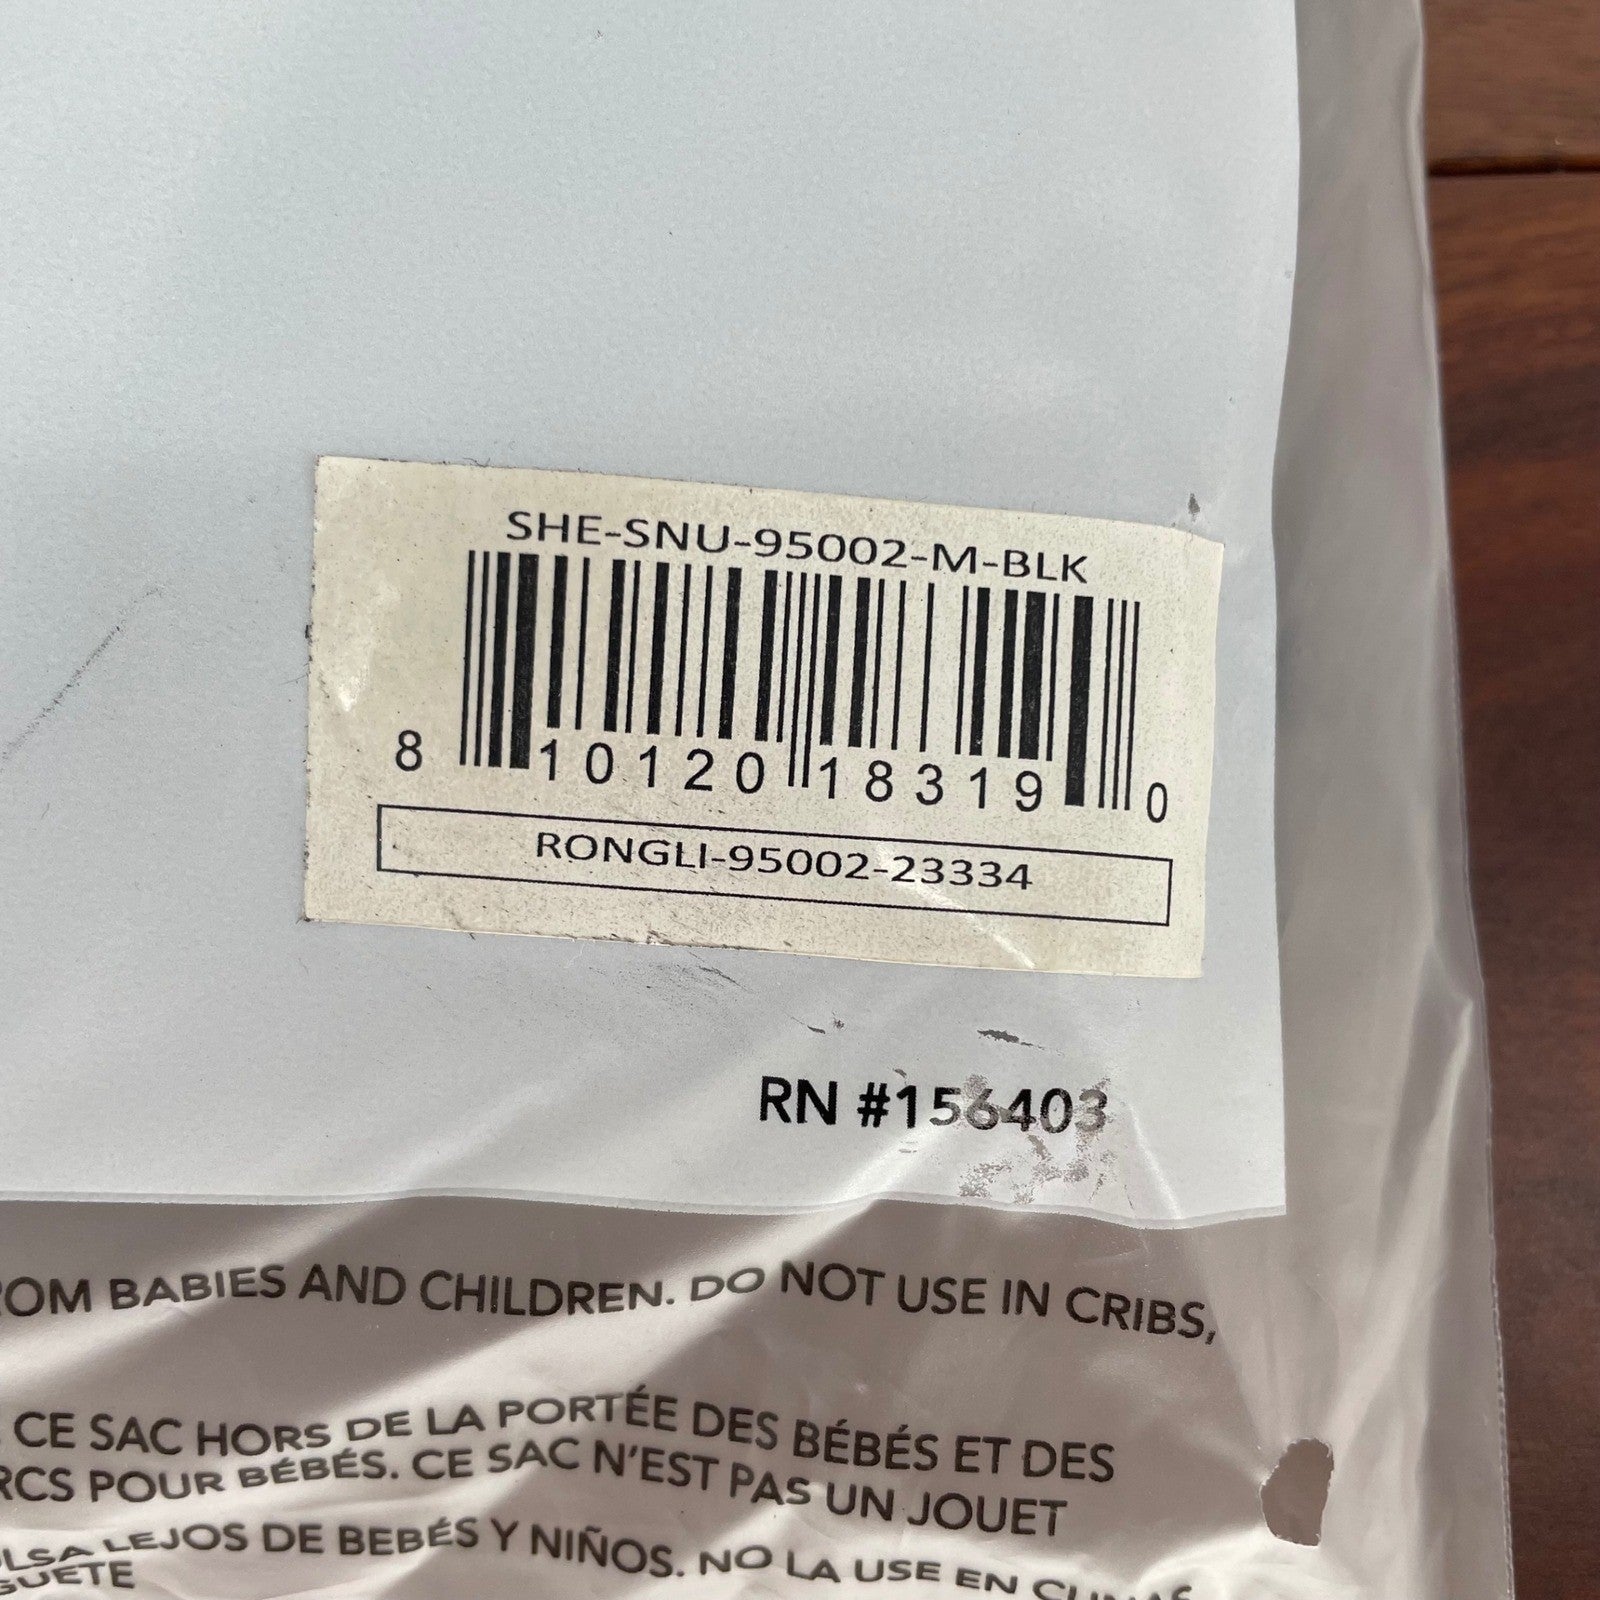 SHE-SNU-95002-M-BLK
8 10120 18319 0
RONGLI-95002-23334
RN #156403
BABIES AND CHILDREN. DO NOT USE IN CRIBS,
CE SAC HORS DE LA PORTÉE DES BÉBÉS ET DES
POUR BÉBÉS. CE SAC N'EST PAS UN JOUET
LEJOS DE BEBÉS Y NIÑOS. NO LA USE EN